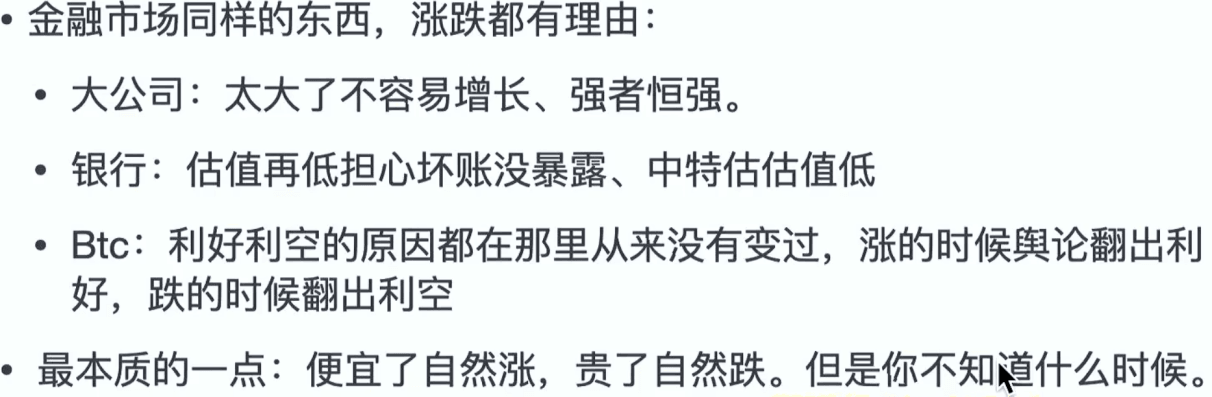 • 金融市场同样的东西，涨跌都有理由：
• 大公司：太大了不容易增长、强者恒强。
• 银行：估值再低担心坏账没暴露、中特估估值低
• Btc：利好利空的原因都在那里从来没有变过，涨的时候舆论翻出利
好，跌的时候翻出利空
• 最本质的一点：便宜了自然涨，贵了自然跌。但是你不知道什么时候。